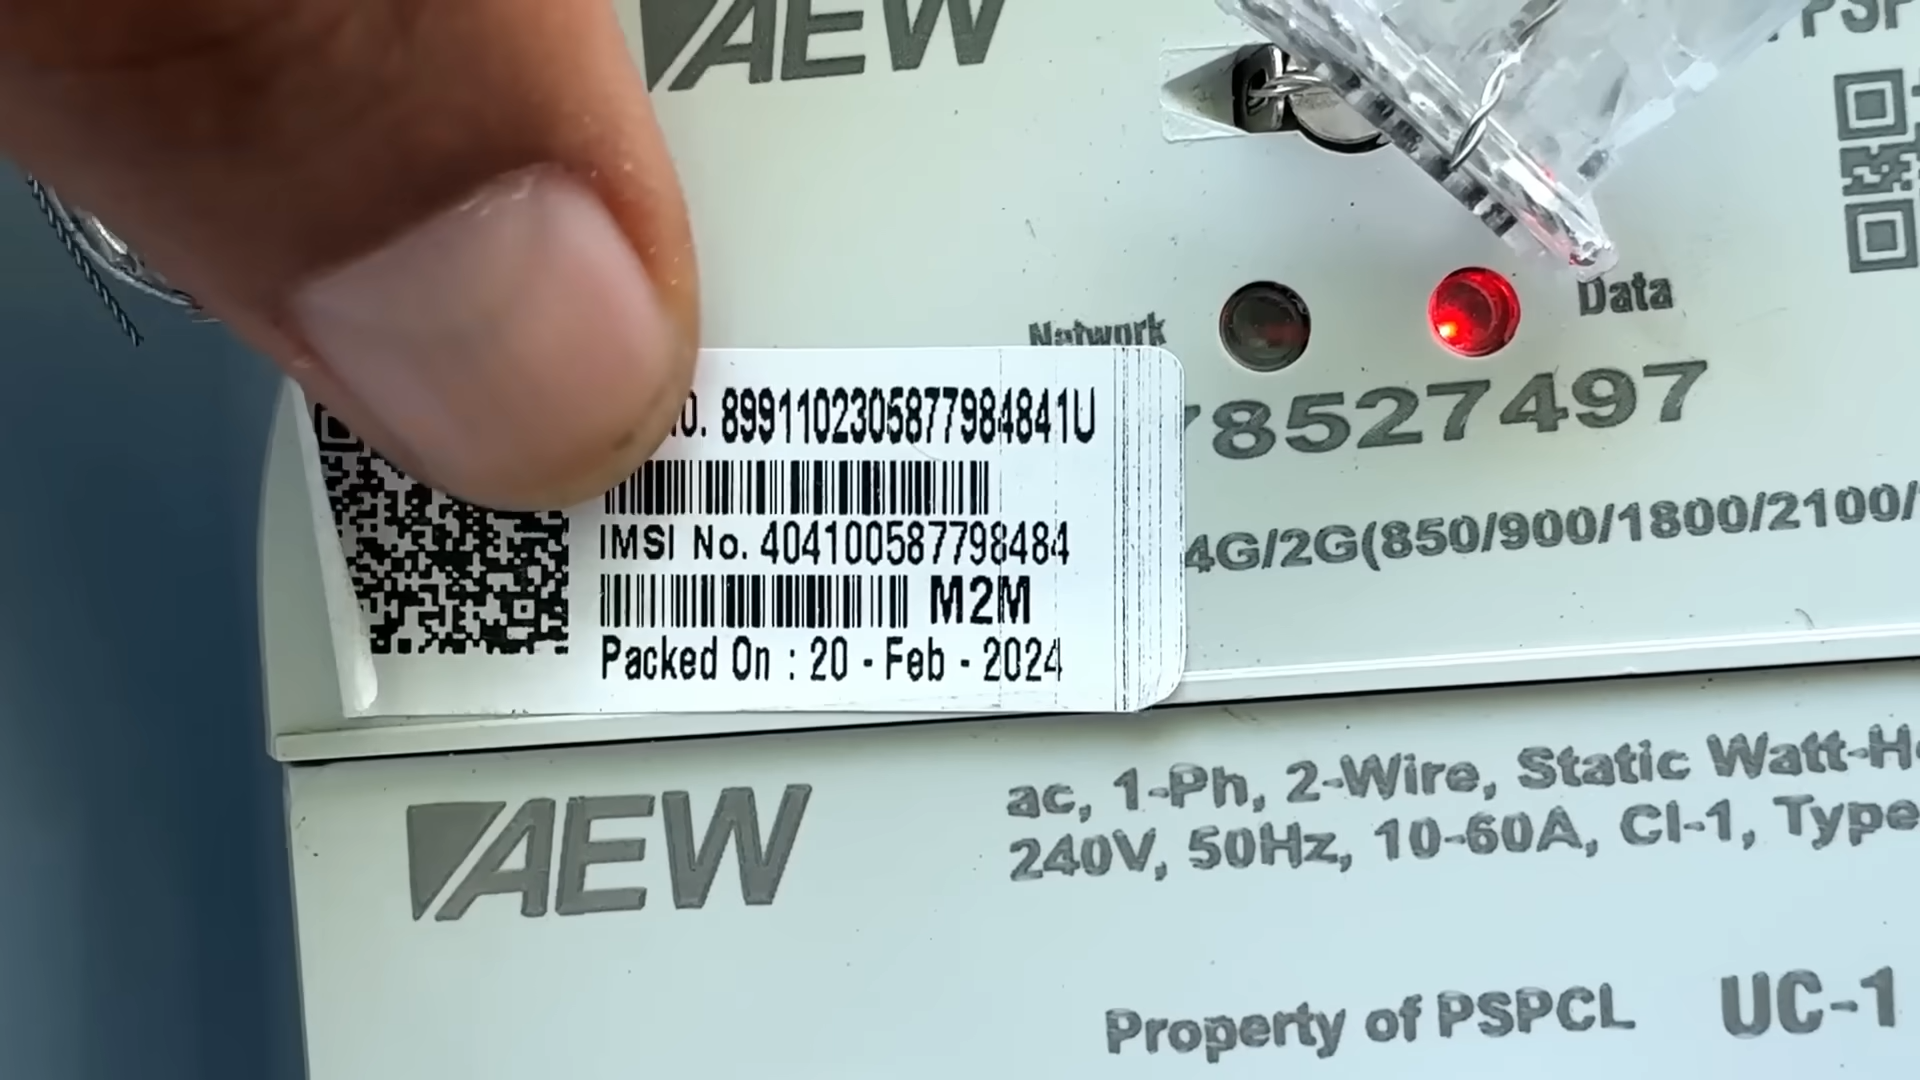 AEW
PSP
Network
Data
o. 8991102305877984841U
78527497
IMSI No. 404100587798484
4G/2G(850/900/1800/2100/
M2M
Packed On : 20 - Feb - 2024
AEW
ac, 1-Ph, 2-Wire, Static Watt-H
240V, 50Hz, 10-60A, Cl-1, Type
Property of PSPCL UC-1